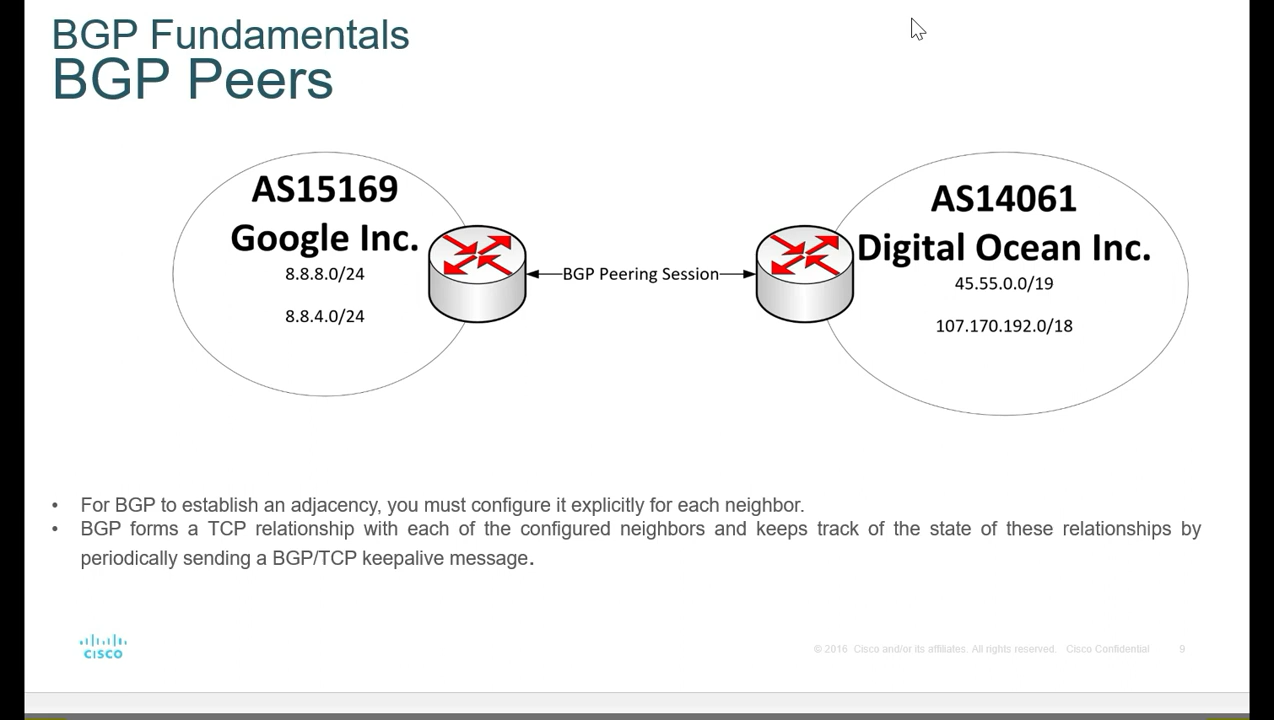 BGP Fundamentals
BGP Peers
AS15169
Google Inc.
8.8.8.0/24
8.8.4.0/24
BGP Peering Session
AS14061
Digital Ocean Inc.
45.55.0.0/19
107.170.192.0/18
• For BGP to establish an adjacency, you must configure it explicitly for each neighbor.
• BGP forms a TCP relationship with each of the configured neighbors and keeps track of the state of these relationships by
periodically sending a BGP/TCP keepalive message.
CISCO
© 2016 Cisco and/or its affiliates. All rights reserved. Cisco Confidential 9